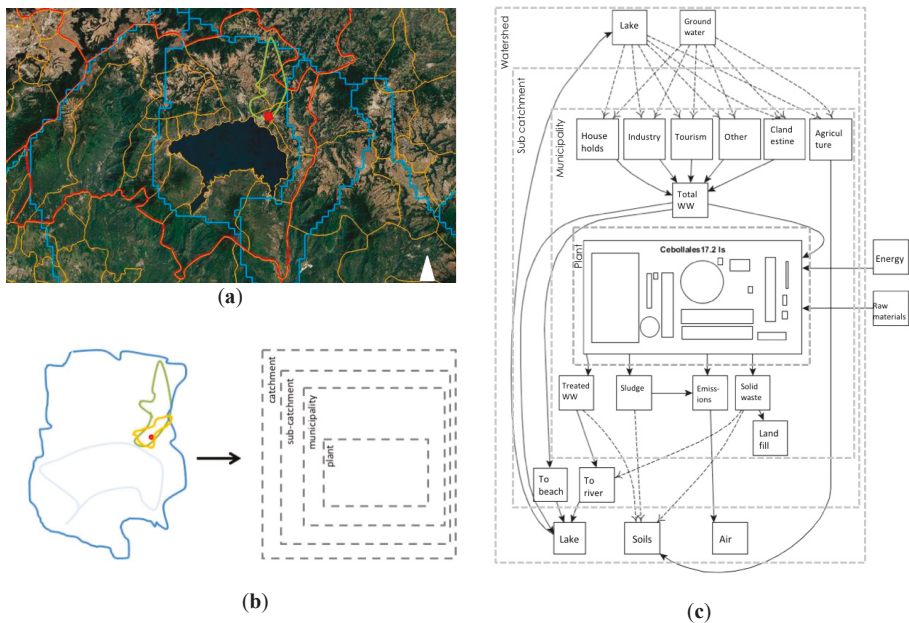 (a)
catchment
sub-catchment
municipality
plant
(b)
Watershed
Sub catchment
Municipality
Plant
Lake
Ground
water
House
holds
Industry
Tourism
Other
Cland
estine
Agricul
ture
Total
WW
Cebollales17.2 ls
Energy
Raw
materials
Treated
WW
Sludge
Emiss-
ions
Solid
waste
Land
fill
To
beach
To
river
Lake
Soils
Air
(c)